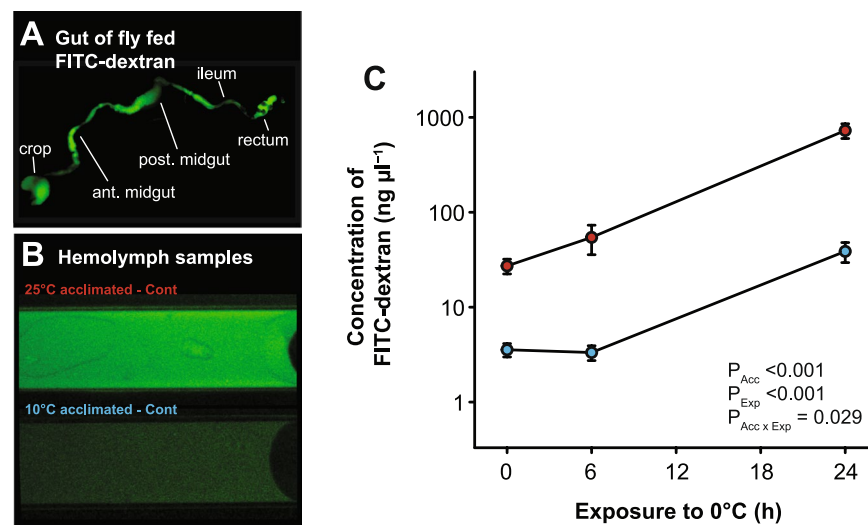 A Gut of fly fed
FITC-dextran
ileum
crop
rectum
post. midgut
ant. midgut
B Hemolymph samples
25°C acclimated - Cont
10°C acclimated - Cont
C
Concentration of
FITC-dextran (ng µl⁻¹)
1000
100
10
1
P_Acc <0.001
P_Exp <0.001
P_Acc x Exp = 0.029
0 6 12 18 24
Exposure to 0°C (h)